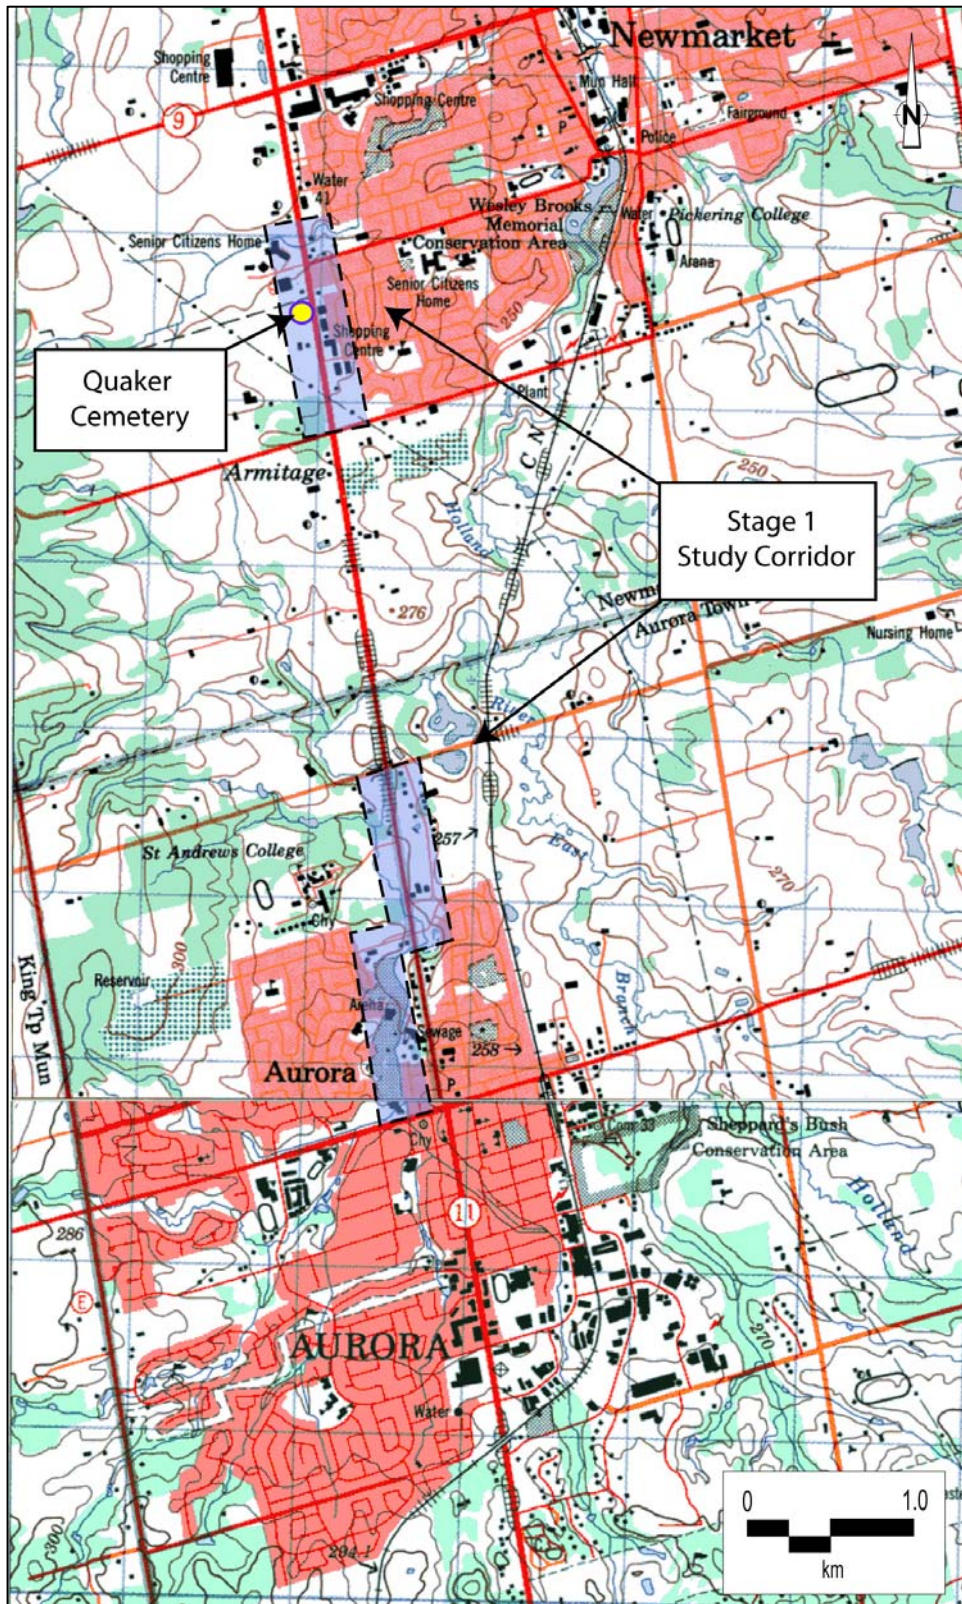 Newmarket
Shopping
Centre
Mun Hall
Shopping Centre
Fairground
9
P
Police
N
Water
41
Wesley Brooks
Memorial
Conservation Area
Water
Pickering College
Senior Citizens Home
Arena
Senior Citizens
Home
250
Shopping
Centre
Quaker
Cemetery
Plant
C N
Armitage
250
Holland
Stage 1
Study Corridor
276
Aurora Town
Nursing Home
River
257
St Andrews College
East
270
Chy
300
Reservoir
King Tp Mun
Arena
Branch
Sewage
258
Aurora
P
Chy
Sheppard's Bush
Conservation Area
Holland
11
286
E
270
AURORA
Water
300
294.1
0
1.0
km